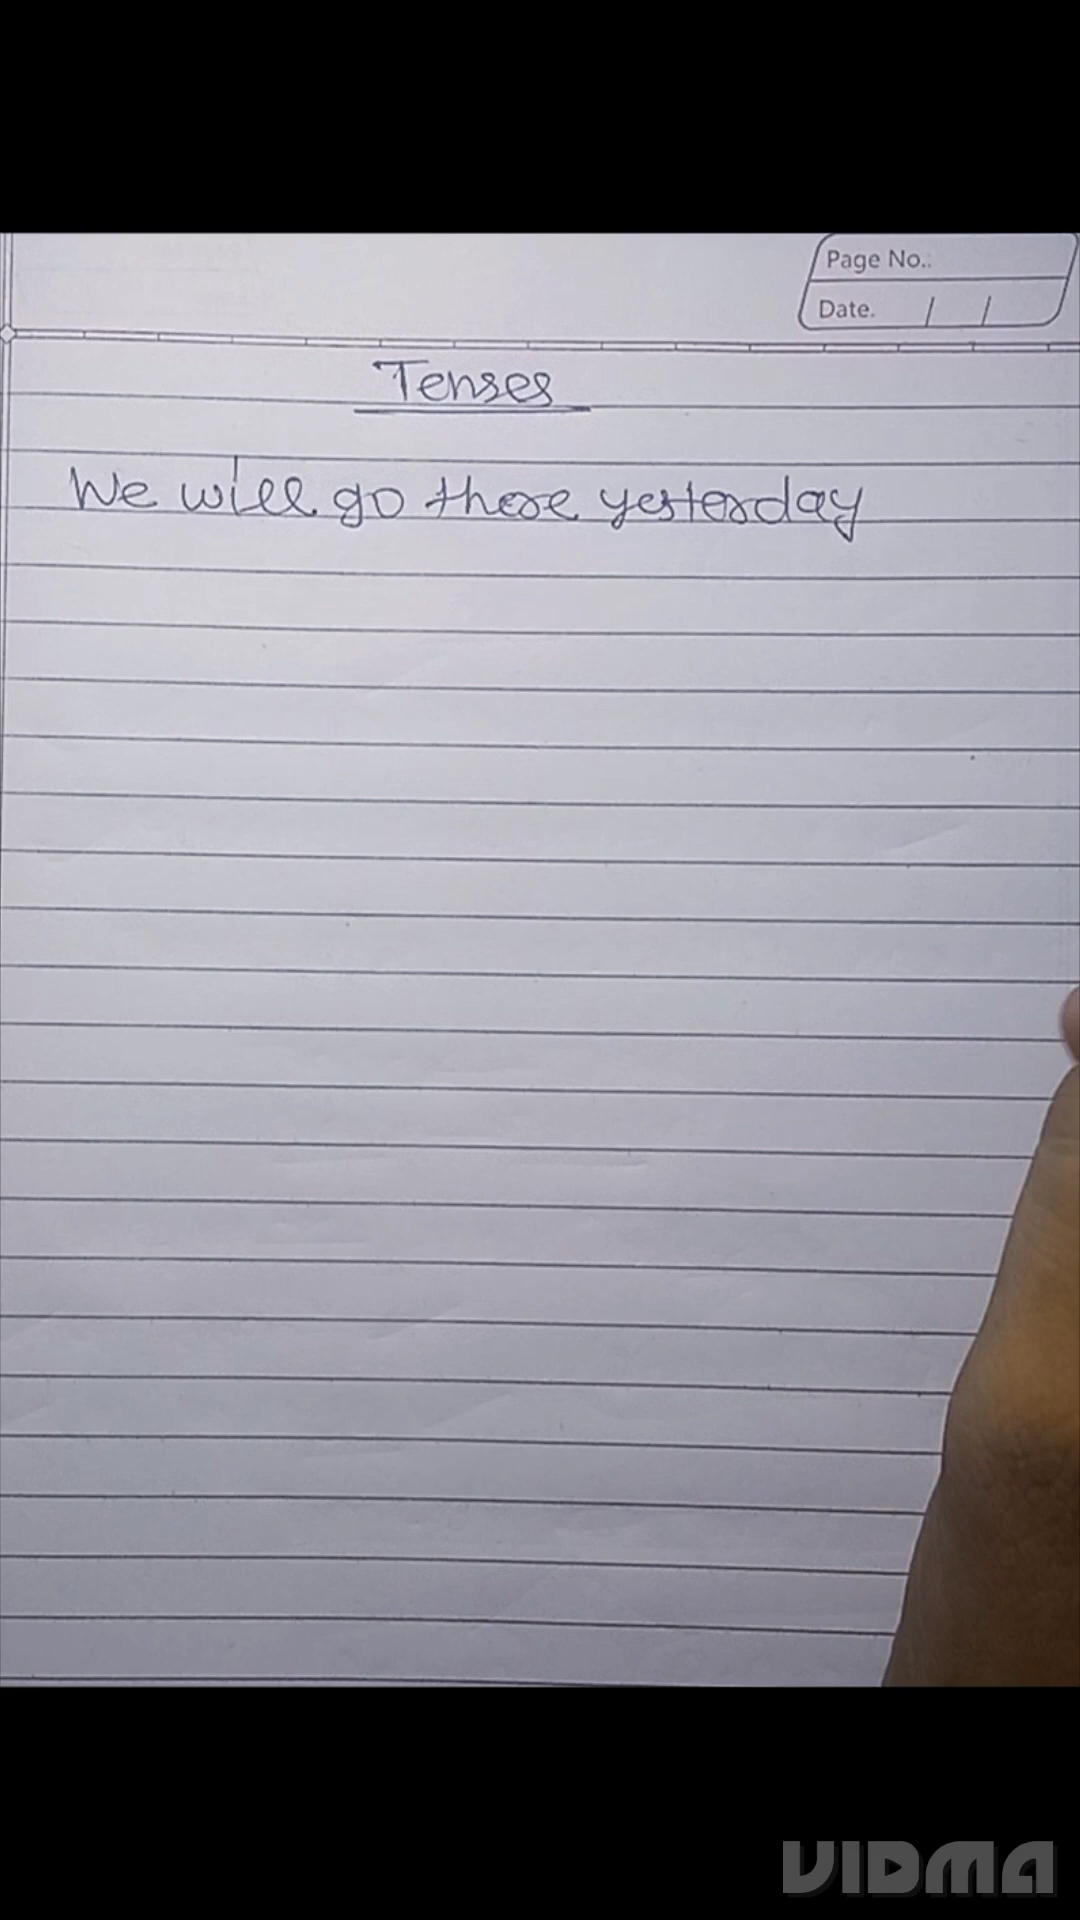 Page No.:
Date. / /
Tenses
We will go there yesterday
VIDMA